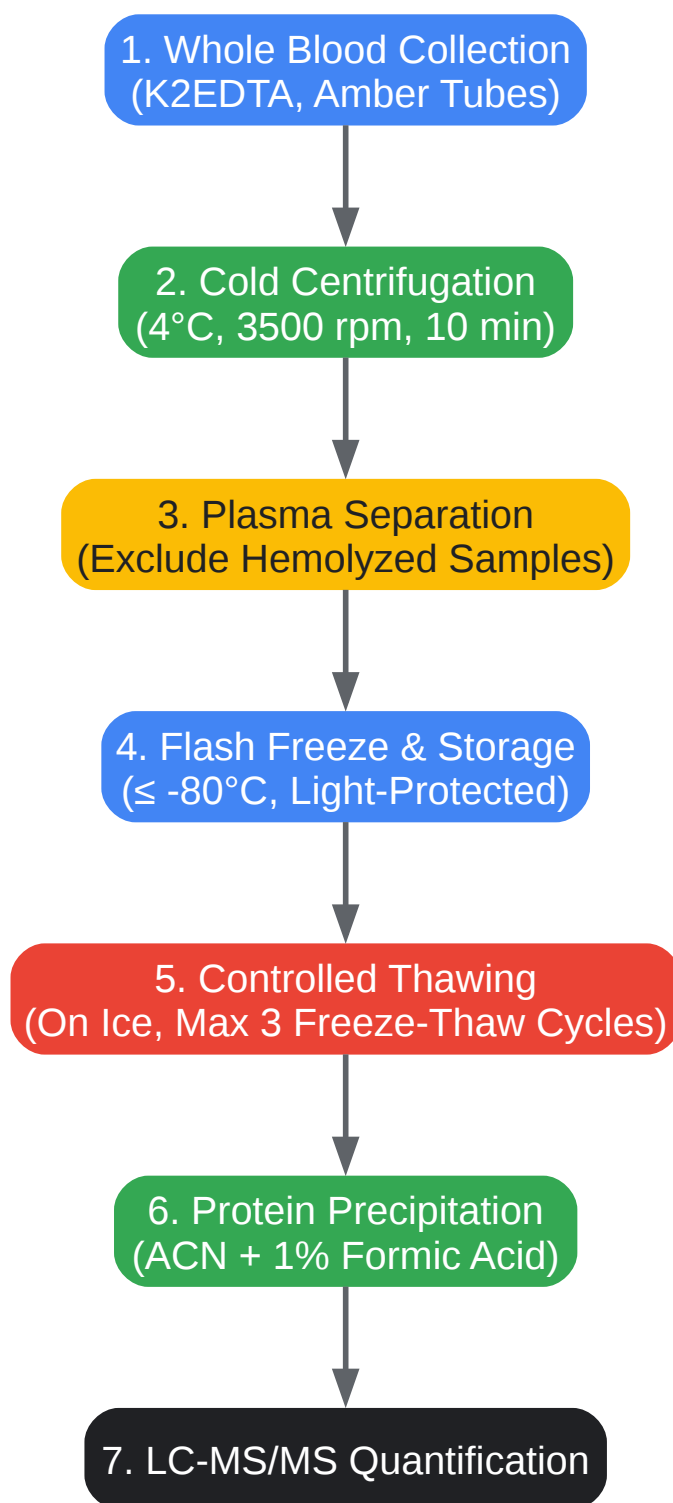 1. Whole Blood Collection
(K2EDTA, Amber Tubes)
2. Cold Centrifugation
(4°C, 3500 rpm, 10 min)
3. Plasma Separation
(Exclude Hemolyzed Samples)
4. Flash Freeze & Storage
(≤ -80°C, Light-Protected)
5. Controlled Thawing
(On Ice, Max 3 Freeze-Thaw Cycles)
6. Protein Precipitation
(ACN + 1% Formic Acid)
7. LC-MS/MS Quantification